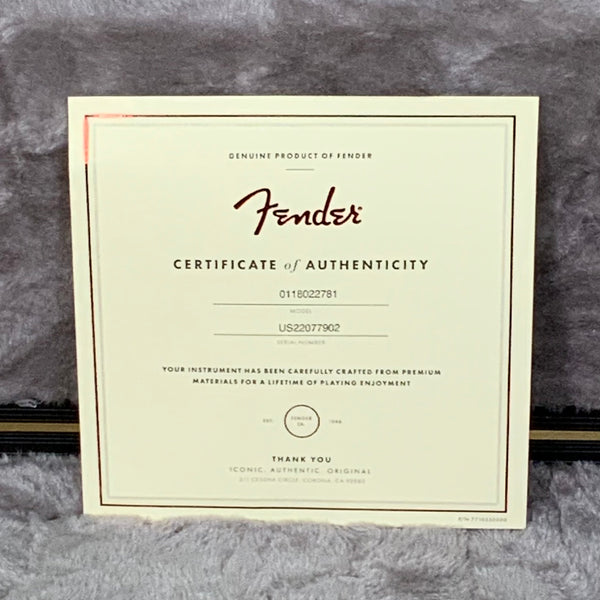 GENUINE PRODUCT OF FENDER
Fender
CERTIFICATE of AUTHENTICITY
0118022781
MODEL
US22077902
SERIAL NUMBER
YOUR INSTRUMENT HAS BEEN CAREFULLY CRAFTED FROM PREMIUM
MATERIALS FOR A LIFETIME OF PLAYING ENJOYMENT
EST. FENDER CA. 1946
THANK YOU
ICONIC. AUTHENTIC. ORIGINAL
311 CESSNA CIRCLE, CORONA, CA 92880
P/N